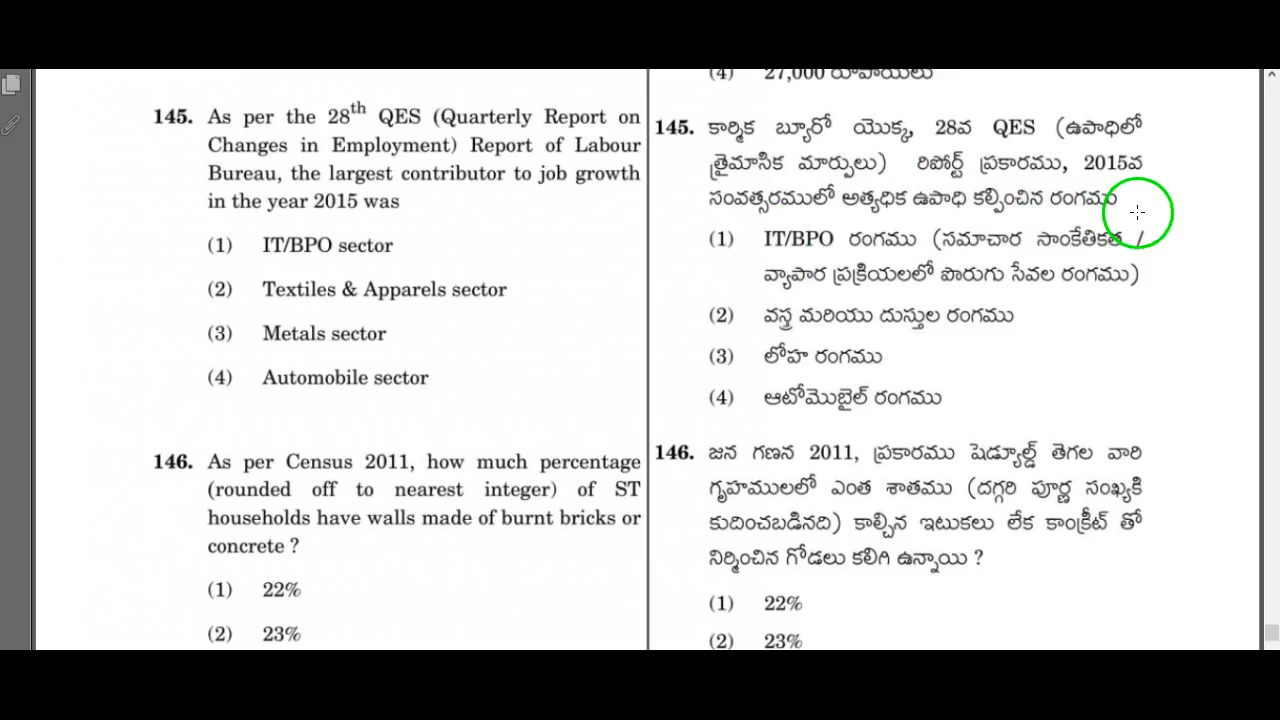 145. As per the 28th QES (Quarterly Report on
Changes in Employment) Report of Labour
Bureau, the largest contributor to job growth
in the year 2015 was
(1) IT/BPO sector
(2) Textiles & Apparels sector
(3) Metals sector
(4) Automobile sector
146. As per Census 2011, how much percentage
(rounded off to nearest integer) of ST
households have walls made of burnt bricks or
concrete ?
(1) 22%
(2) 23%
(4) 27,000 రూపాయలు
145. కార్మిక బ్యూరో యొక్క, 28వ QES (ఉపాధిలో
త్రైమాసిక మార్పులు) రిపోర్ట్ ప్రకారము, 2015వ
సంవత్సరములో అత్యధిక ఉపాధి కల్పించిన రంగము
(1) IT/BPO రంగము (సమాచార సాంకేతికత /
వ్యాపార ప్రక్రియలలో పొరుగు సేవల రంగము)
(2) వస్త్ర మరియు దుస్తుల రంగము
(3) లోహ రంగము
(4) ఆటోమొబైల్ రంగము
146. జన గణన 2011, ప్రకారము షెడ్యూల్డ్ తెగల వారి
గృహములలో ఎంత శాతము (దగ్గరి పూర్ణ సంఖ్యకి
కుదించబడినది) కాల్చిన ఇటుకలు లేక కాంక్రీట్ తో
నిర్మించిన గోడలు కలిగి ఉన్నాయి ?
(1) 22%
(2) 23%